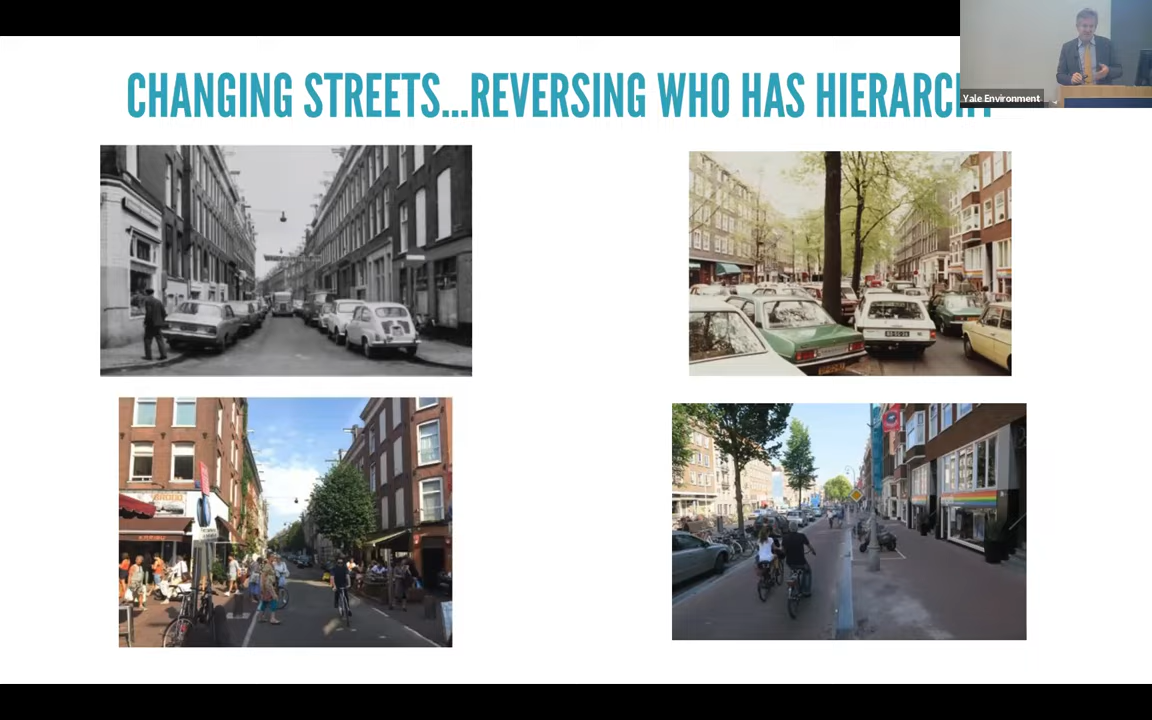 CHANGING STREETS...REVERSING WHO HAS HIERARCHY
Yale Environment